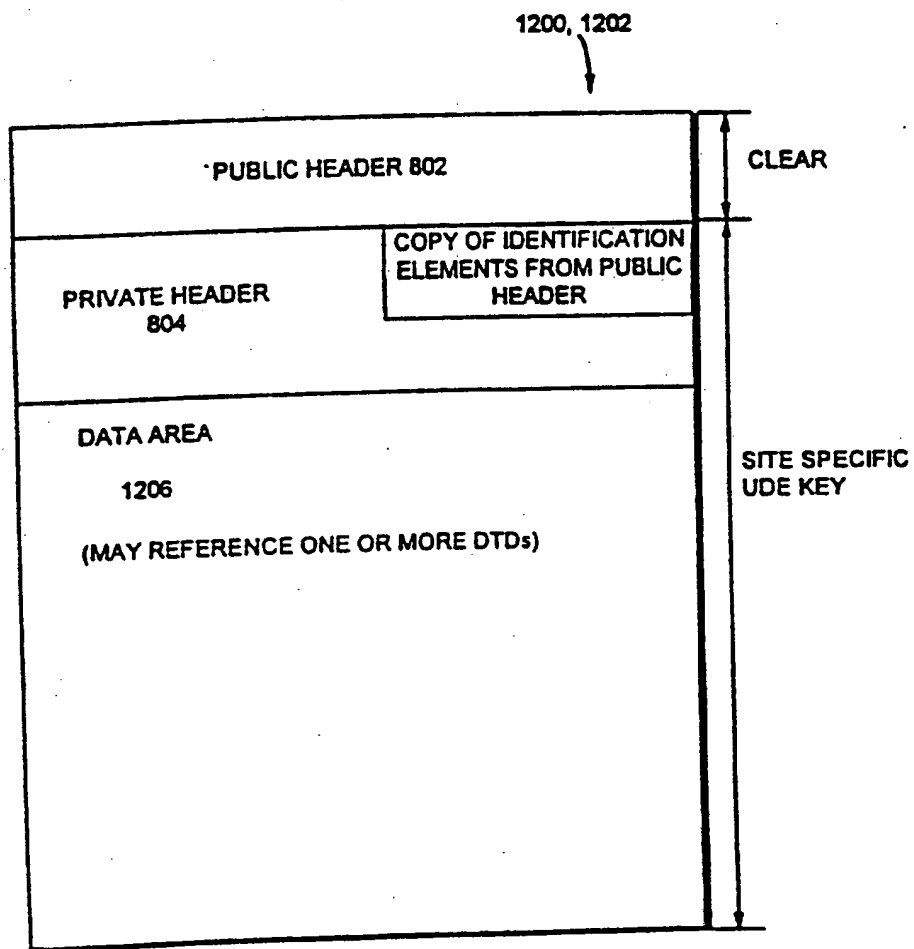 1200, 1202
PUBLIC HEADER 802
CLEAR
COPY OF IDENTIFICATION
ELEMENTS FROM PUBLIC
HEADER
PRIVATE HEADER
804
DATA AREA
1206
(MAY REFERENCE ONE OR MORE DTDs)
SITE SPECIFIC
UDE KEY